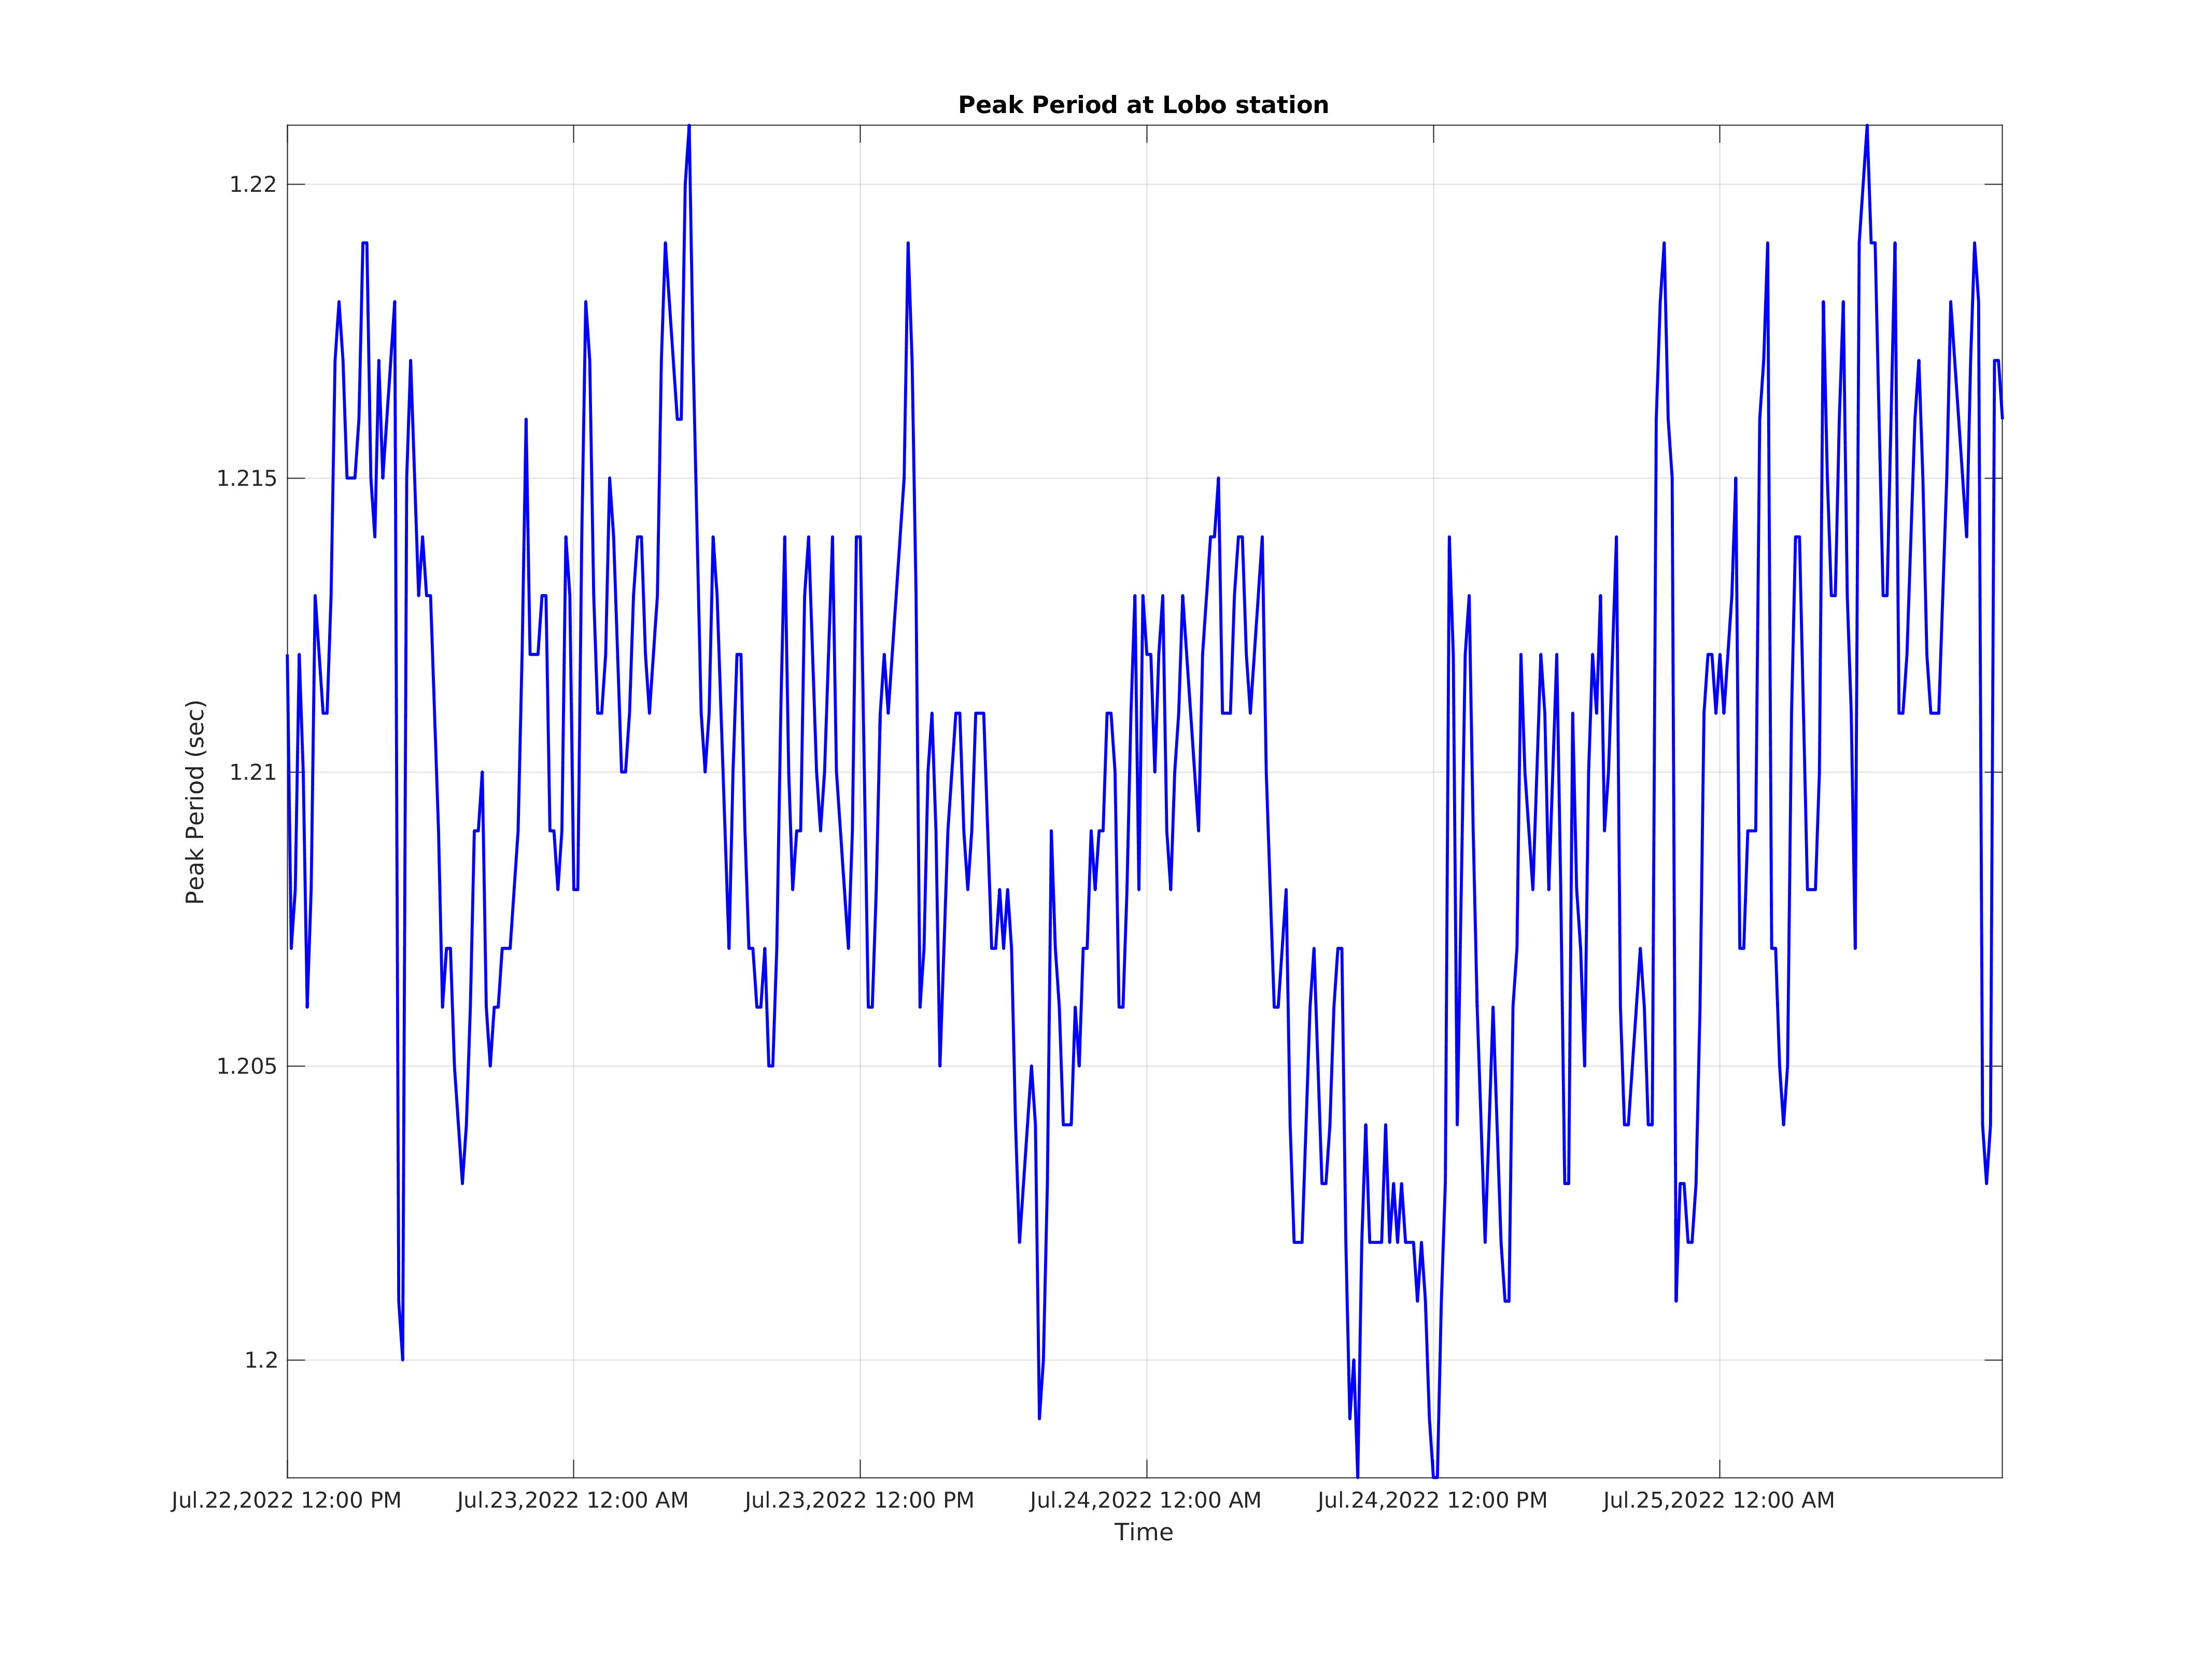 Peak Period at Lobo station
1.22
1.215
1.21
1.205
1.2
Peak Period (sec)
Jul.22,2022 12:00 PM
Jul.23,2022 12:00 AM
Jul.23,2022 12:00 PM
Jul.24,2022 12:00 AM
Jul.24,2022 12:00 PM
Jul.25,2022 12:00 AM
Time